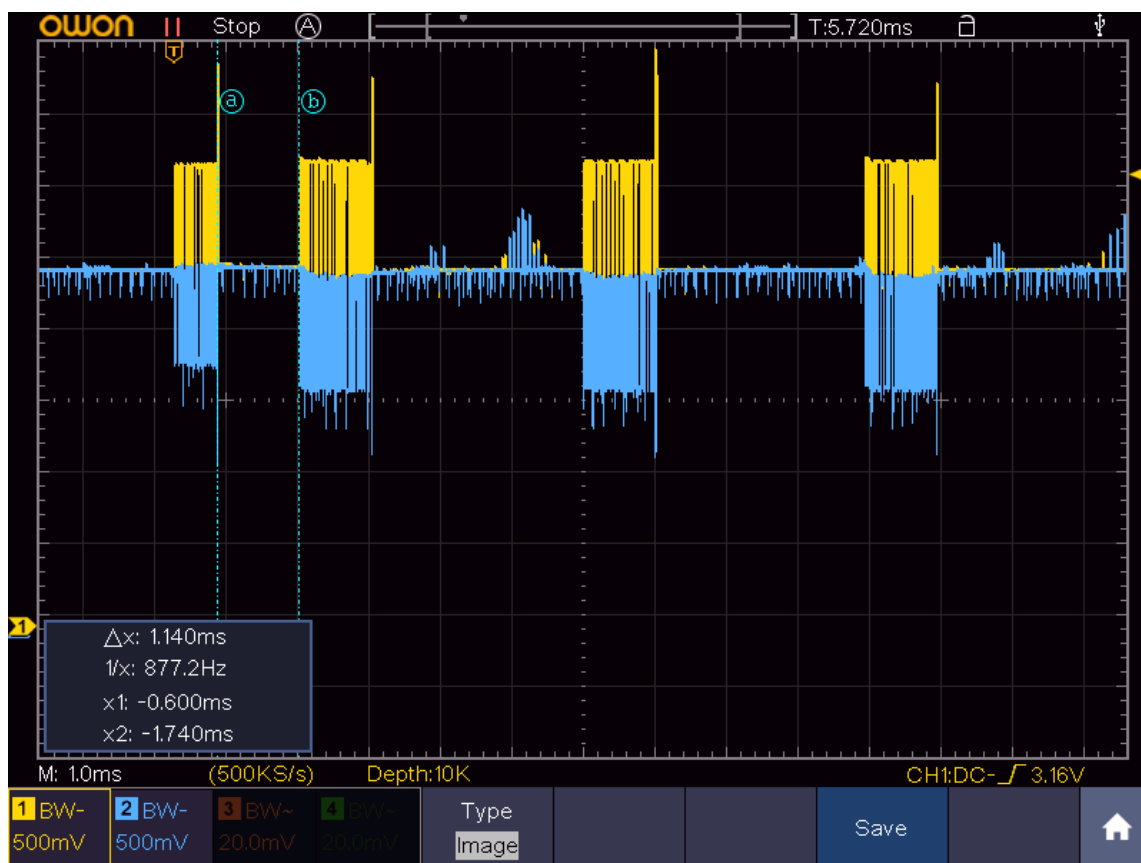 OWON Stop A T:5.720ms
T
a b
1
△x: 1.140ms
1/x: 877.2Hz
x1: -0.600ms
x2: -1.740ms
M: 1.0ms (500KS/s) Depth:10K CH1:DC- 3.16V
1 BW- 2 BW- 3 BW~ 4 BW~ Type
500mV 500mV 20.0mV 20.0mV Image
Save